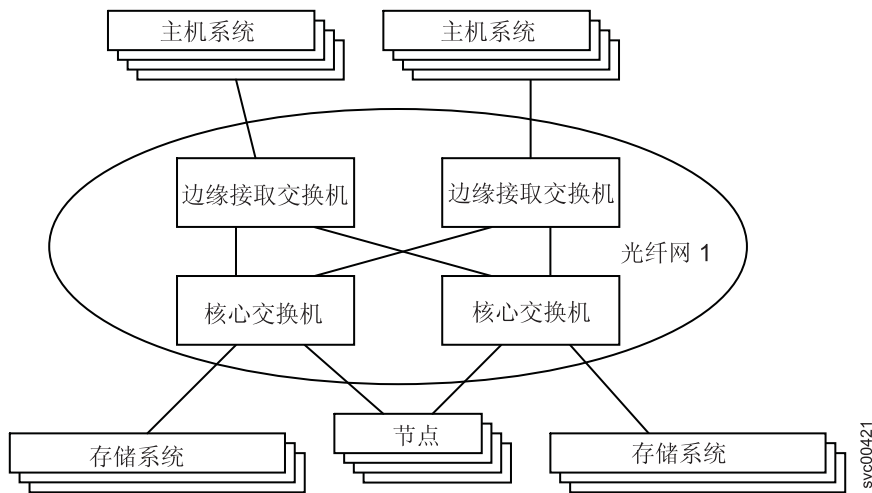 主机系统
主机系统
边缘接取交换机
边缘接取交换机
光纤网 1
核心交换机
核心交换机
节点
存储系统
存储系统
svc00421